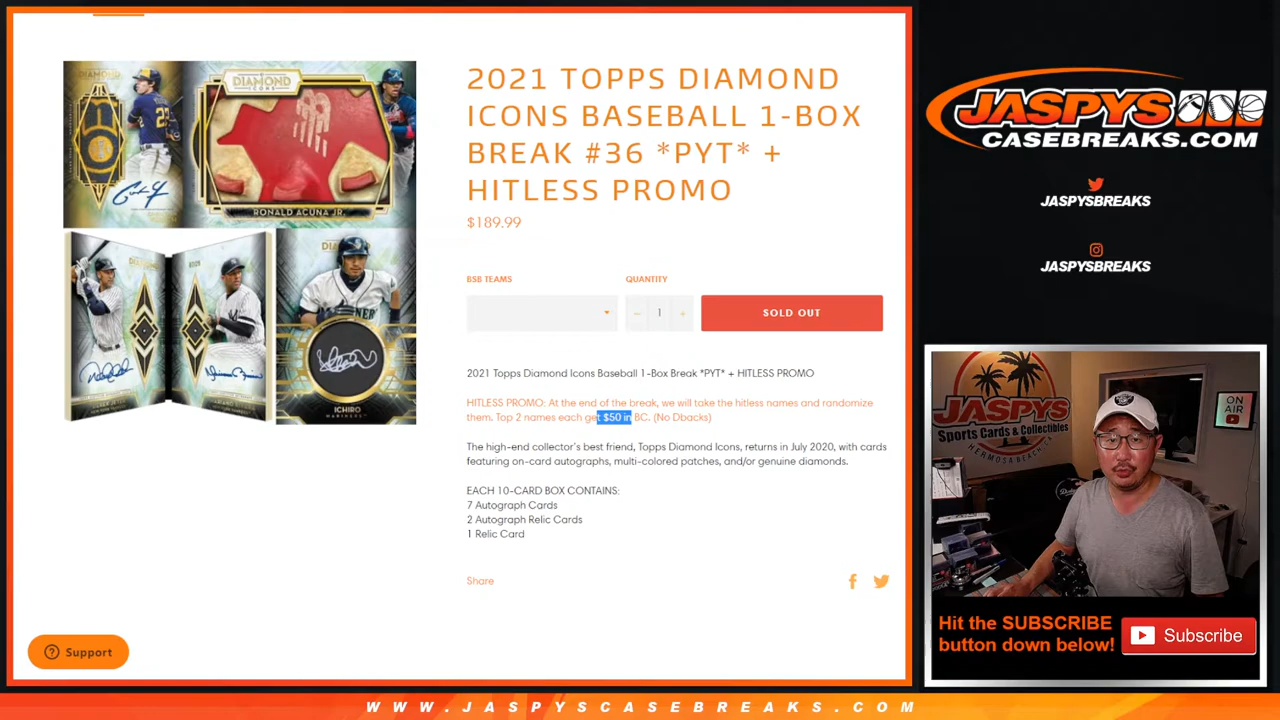 2021 TOPPS DIAMOND
ICONS BASEBALL 1-BOX
BREAK #36 *PYT* +
HITLESS PROMO
$189.99
BSB TEAMS
QUANTITY
− 1 +
SOLD OUT
2021 Topps Diamond Icons Baseball 1-Box Break *PYT* + HITLESS PROMO
HITLESS PROMO: At the end of the break, we will take the hitless names and randomize
them. Top 2 names each get $50 in BC. (No Dbacks)
The high-end collector's best friend, Topps Diamond Icons, returns in July 2020, with cards
featuring on-card autographs, multi-colored patches, and/or genuine diamonds.
EACH 10-CARD BOX CONTAINS:
7 Autograph Cards
2 Autograph Relic Cards
1 Relic Card
Share
Support
DIAMOND
ICONS
RONALD ACUNA JR.
ICHIRO
MARINERS
JASPYS
CASEBREAKS.COM
JASPYSBREAKS
JASPYSBREAKS
JASPYS
Sports Cards & Collectibles
HERMOSA BEACH
ON
AIR
Hit the SUBSCRIBE
button down below!
Subscribe
WWW.JASPYSCASEBREAKS.COM